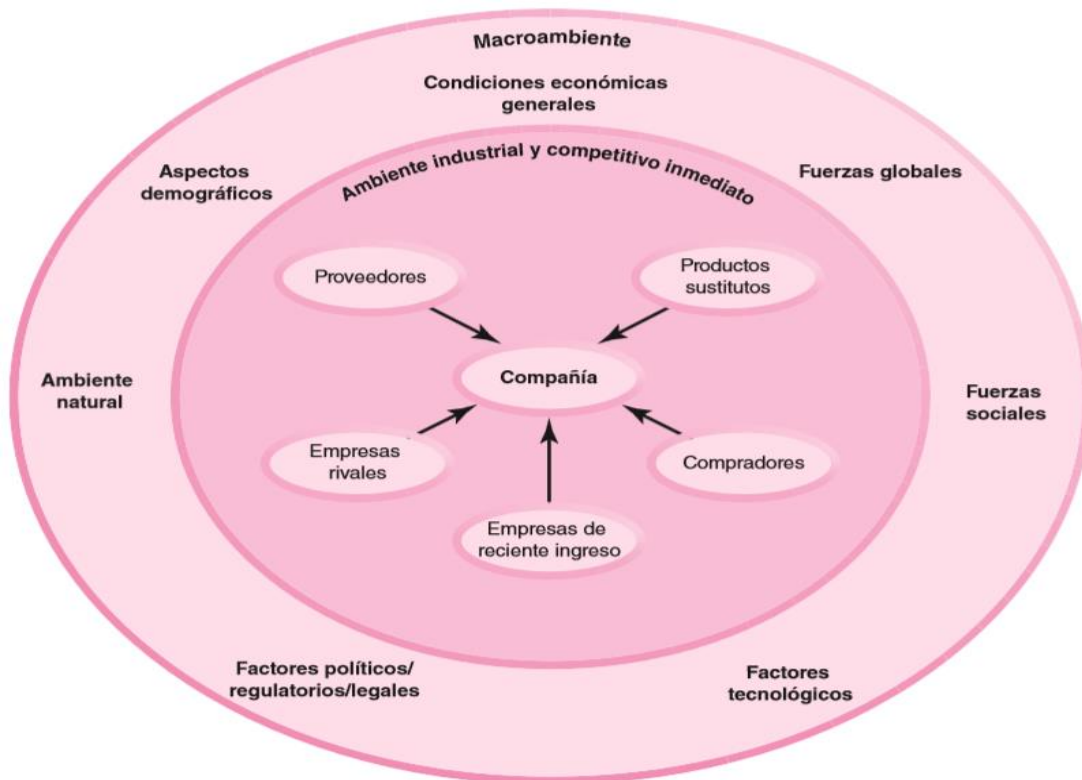 Macroambiente
Condiciones económicas
generales
Aspectos
demográficos
Ambiente industrial y competitivo inmediato
Fuerzas globales
Proveedores
Productos
sustitutos
Compañía
Ambiente
natural
Fuerzas
sociales
Empresas
rivales
Compradores
Empresas de
reciente ingreso
Factores políticos/
regulatorios/legales
Factores
tecnológicos